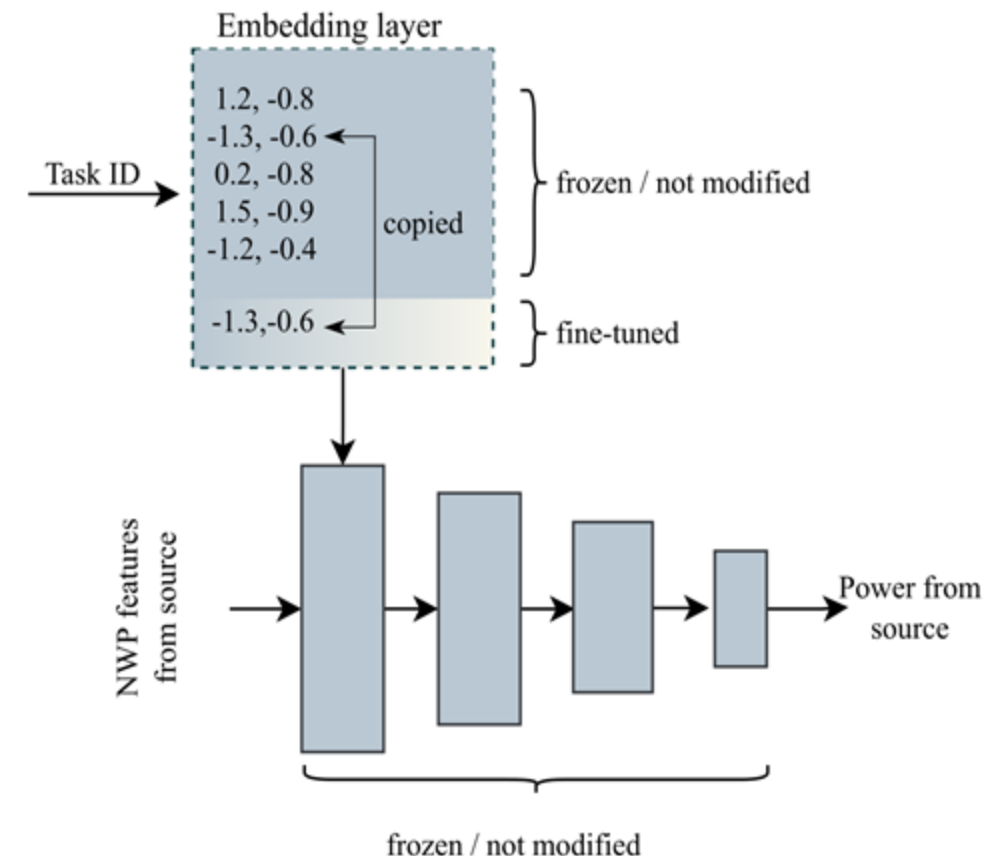 Embedding layer
1.2, -0.8
-1.3, -0.6
0.2, -0.8
1.5, -0.9
-1.2, -0.4
-1.3,-0.6
Task ID
copied
frozen / not modified
fine-tuned
NWP features
from source
Power from
source
frozen / not modified